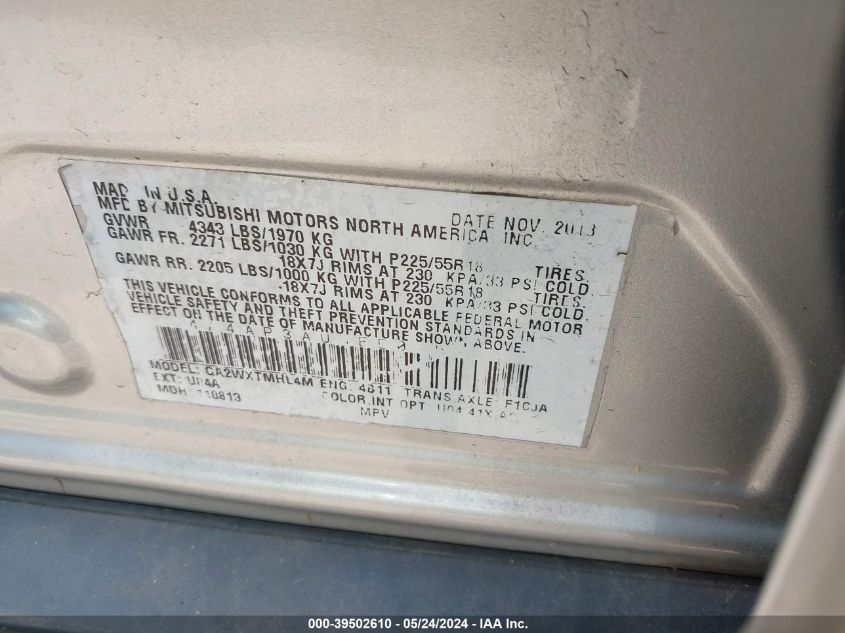 MADE IN U.S.A. DATE NOV. 2013
MFD BY MITSUBISHI MOTORS NORTH AMERICA, INC.
GVWR 4343 LBS/1970 KG
GAWR FR. 2271 LBS/1030 KG WITH P225/55R18 TIRES
18X7J RIMS AT 230 KPA/33 PSI COLD
GAWR RR. 2205 LBS/1000 KG WITH P225/55R18 TIRES
18X7J RIMS AT 230 KPA/33 PSI COLD.
THIS VEHICLE CONFORMS TO ALL APPLICABLE FEDERAL MOTOR
VEHICLE SAFETY AND THEFT PREVENTION STANDARDS IN
EFFECT ON THE DATE OF MANUFACTURE SHOWN ABOVE.
MODEL: GA2WXTMHL4M ENG: 4B11 TRANS AXLE: F1CJA
EXT: U04A COLOR,INT OPT:
MDH: 110813 MPV
000-39502610 / 05/24/2024 - IAA Inc.